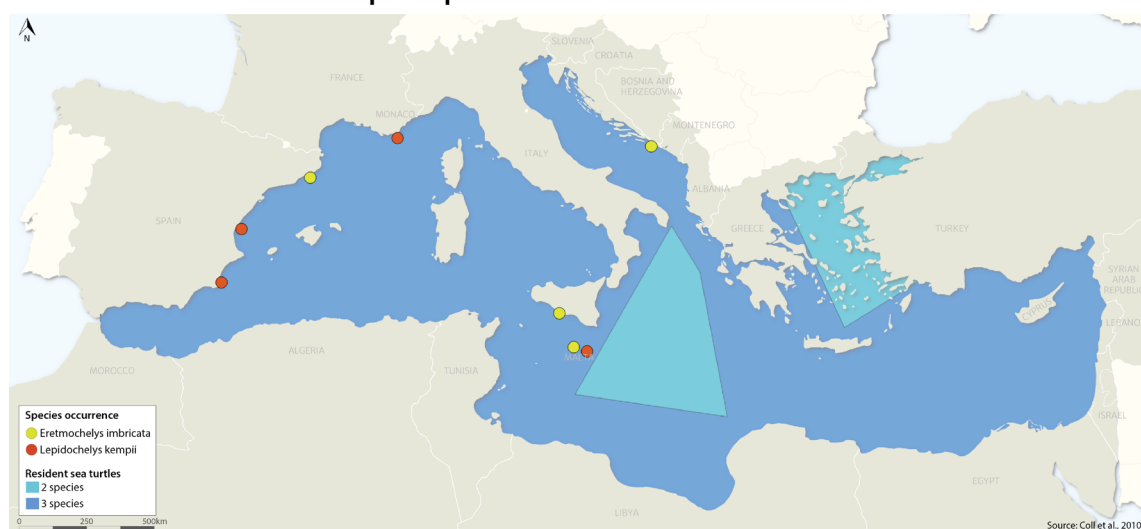 N
SLOVENIA
CROATIA
FRANCE
BOSNIA AND
HERZEGOVINA
MONACO
MONTENEGRO
ITALY
ALBANIA
SPAIN
GREECE
TURKEY
SYRIAN
ARAB
REPUBLIC
CYPRUS
LEBANON
ALGERIA
MALTA
MOROCCO
TUNISIA
ISRAEL
EGYPT
LIBYA
Species occurrence
Eretmochelys imbricata
Lepidochelys kempii
Resident sea turtles
2 species
3 species
0 250 500km
Source: Coll et al., 2010